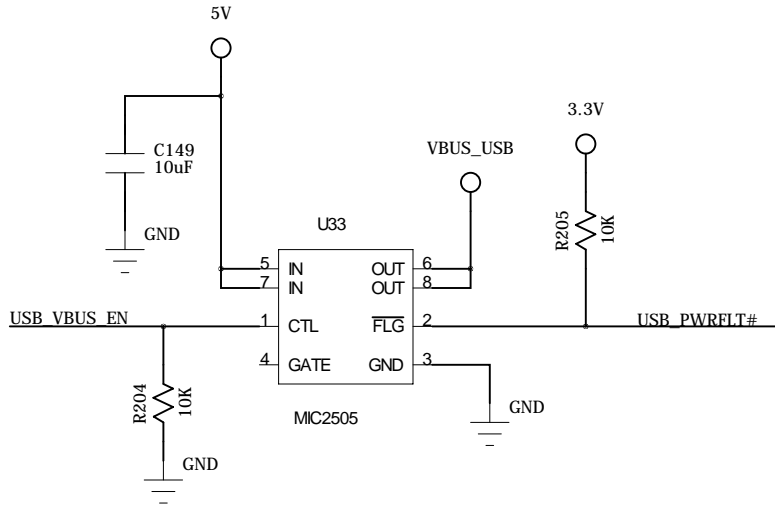 5V
3.3V
C149
10uF
VBUS_USB
GND
U33
R205
10K
5 IN OUT 6
7 IN OUT 8
USB_VBUS_EN 1 CTL FLG 2 USB_PWRFLT#
4 GATE GND 3
R204
10K
MIC2505
GND
GND